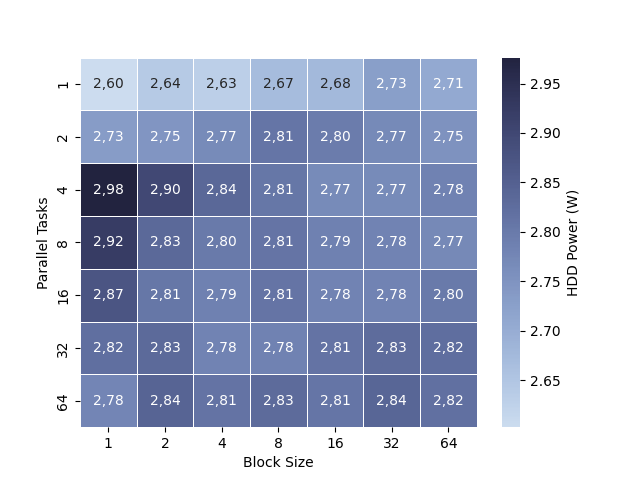 1 2,60 2,64 2,63 2,67 2,68 2,73 2,71
2 2,73 2,75 2,77 2,81 2,80 2,77 2,75
4 2,98 2,90 2,84 2,81 2,77 2,77 2,78
8 2,92 2,83 2,80 2,81 2,79 2,78 2,77
16 2,87 2,81 2,79 2,81 2,78 2,78 2,80
32 2,82 2,83 2,78 2,78 2,81 2,83 2,82
64 2,78 2,84 2,81 2,83 2,81 2,84 2,82
1 2 4 8 16 32 64
Block Size
Parallel Tasks
2.95
2.90
2.85
2.80
2.75
2.70
2.65
HDD Power (W)